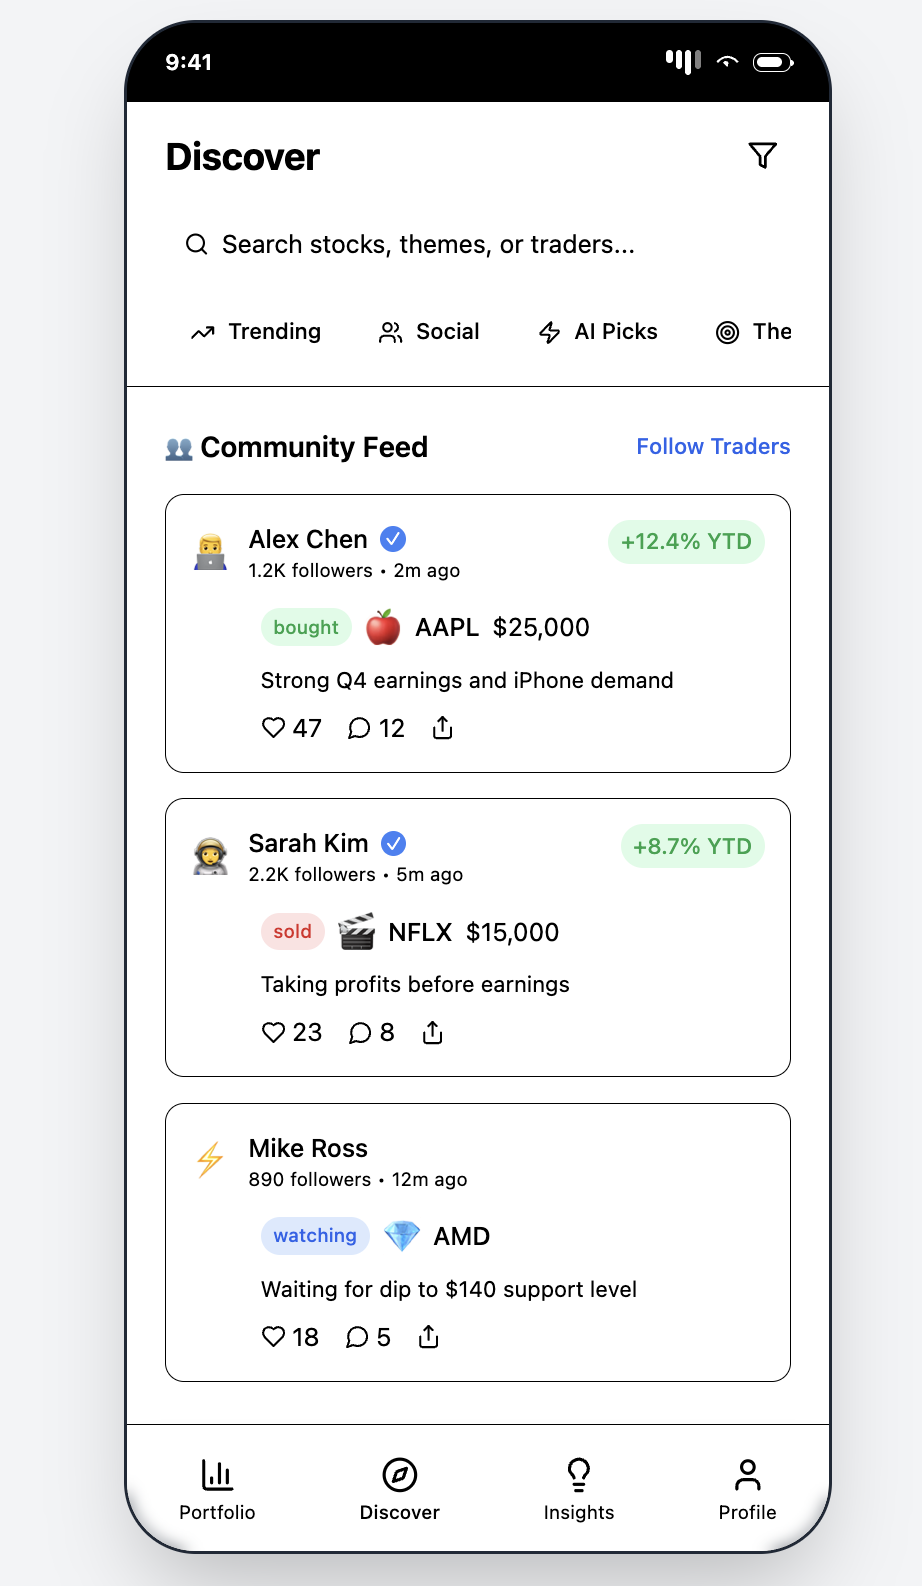 9:41
Discover
Search stocks, themes, or traders...
Trending Social AI Picks The
Community Feed Follow Traders
Alex Chen +12.4% YTD
1.2K followers • 2m ago
bought AAPL $25,000
Strong Q4 earnings and iPhone demand
47 12
Sarah Kim +8.7% YTD
2.2K followers • 5m ago
sold NFLX $15,000
Taking profits before earnings
23 8
Mike Ross
890 followers • 12m ago
watching AMD
Waiting for dip to $140 support level
18 5
Portfolio Discover Insights Profile